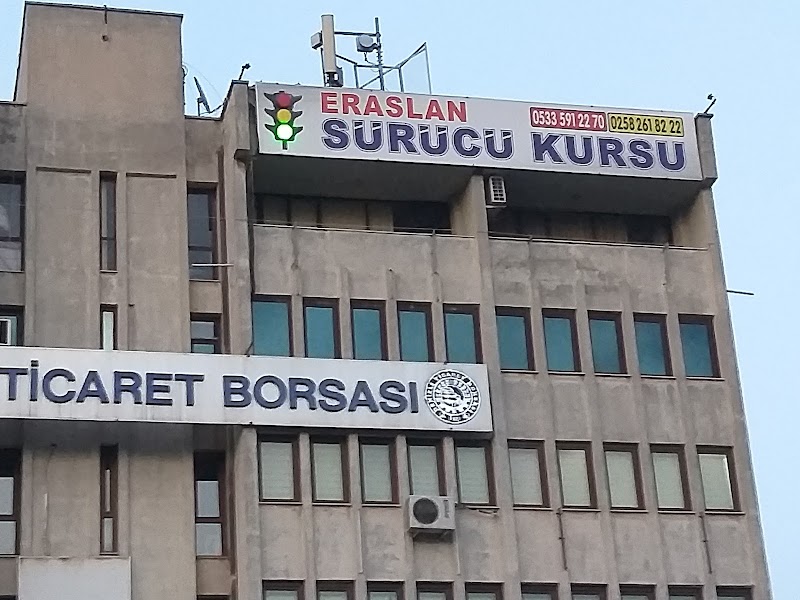 ERASLAN
SÜRÜCÜ KURSU
0533 591 22 70
0258 261 82 22
TİCARET BORSASI